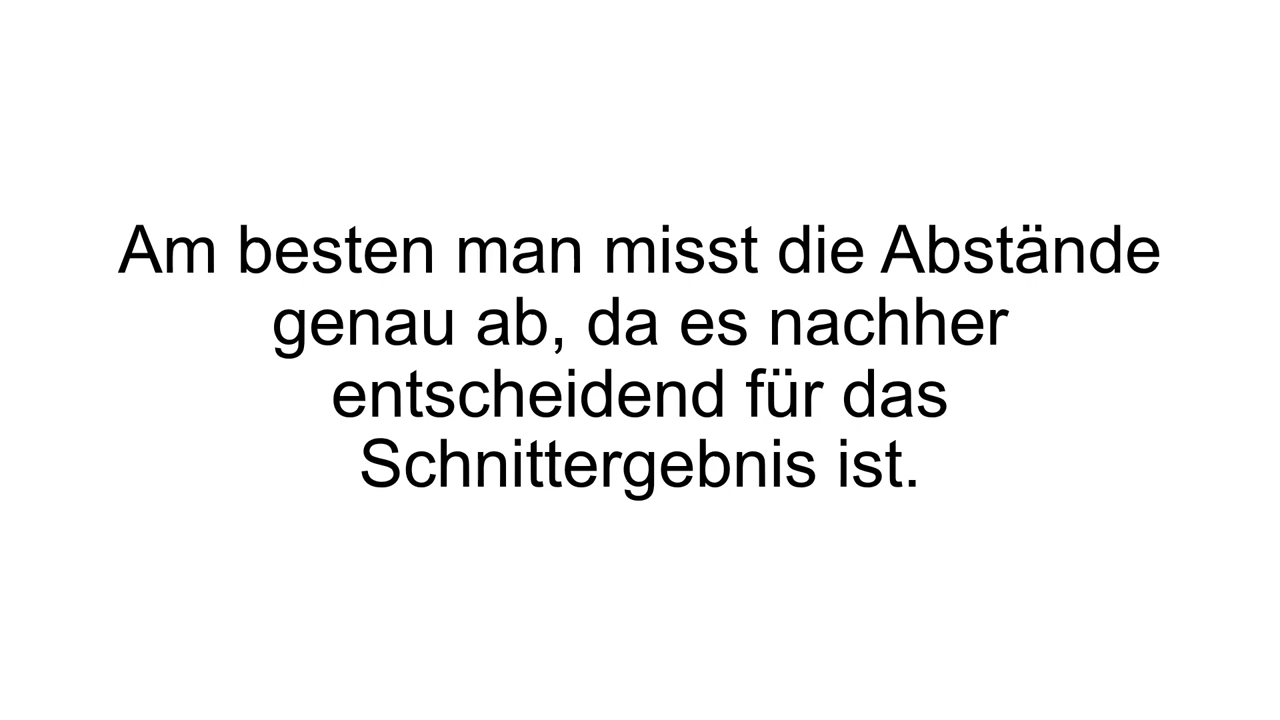 Am besten man misst die Abstände
genau ab, da es nachher
entscheidend für das
Schnittergebnis ist.